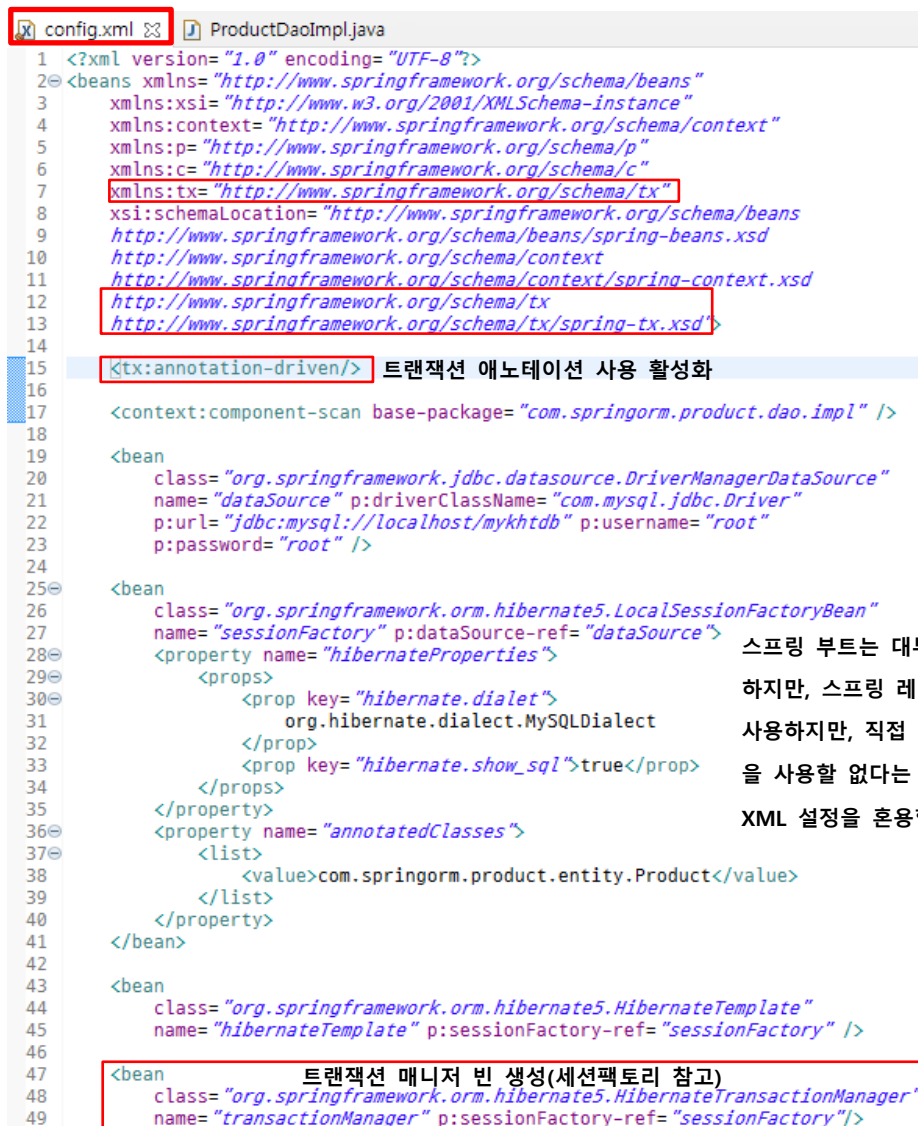 config.xml ProductDaoImpl.java
1 <?xml version="1.0" encoding="UTF-8"?>
2 <beans xmlns="http://www.springframework.org/schema/beans"
3 xmlns:xsi="http://www.w3.org/2001/XMLSchema-instance"
4 xmlns:context="http://www.springframework.org/schema/context"
5 xmlns:p="http://www.springframework.org/schema/p"
6 xmlns:c="http://www.springframework.org/schema/c"
7 xmlns:tx="http://www.springframework.org/schema/tx"
8 xsi:schemaLocation="http://www.springframework.org/schema/beans
9 http://www.springframework.org/schema/beans/spring-beans.xsd
10 http://www.springframework.org/schema/context
11 http://www.springframework.org/schema/context/spring-context.xsd
12 http://www.springframework.org/schema/tx
13 http://www.springframework.org/schema/tx/spring-tx.xsd">
14
15 <tx:annotation-driven/> 트랜잭션 애노테이션 사용 활성화
16
17 <context:component-scan base-package="com.springorm.product.dao.impl" />
18
19 <bean
20 class="org.springframework.jdbc.datasource.DriverManagerDataSource"
21 name="dataSource" p:driverClassName="com.mysql.jdbc.Driver"
22 p:url="jdbc:mysql://localhost/mykhtdb" p:username="root"
23 p:password="root" />
24
25 <bean
26 class="org.springframework.orm.hibernate5.LocalSessionFactoryBean"
27 name="sessionFactory" p:dataSource-ref="dataSource">
28 <property name="hibernateProperties">
29 <props>
30 <prop key="hibernate.dialet">
31 org.hibernate.dialect.MySQLDialect
32 </prop>
33 <prop key="hibernate.show_sql">true</prop>
34 </props>
35 </property>
36 <property name="annotatedClasses">
37 <list>
38 <value>com.springorm.product.entity.Product</value>
39 </list>
40 </property>
41 </bean>
42
43 <bean
44 class="org.springframework.orm.hibernate5.HibernateTemplate"
45 name="hibernateTemplate" p:sessionFactory-ref="sessionFactory" />
46
47 <bean 트랜잭션 매니저 빈 생성(세션팩토리 참고)
48 class="org.springframework.orm.hibernate5.HibernateTransactionManager"
49 name="transactionManager" p:sessionFactory-ref="sessionFactory"/>
스프링 부트는
하지만, 스프링 레
사용하지만, 직접
을 사용할 없다는
XML 설정을